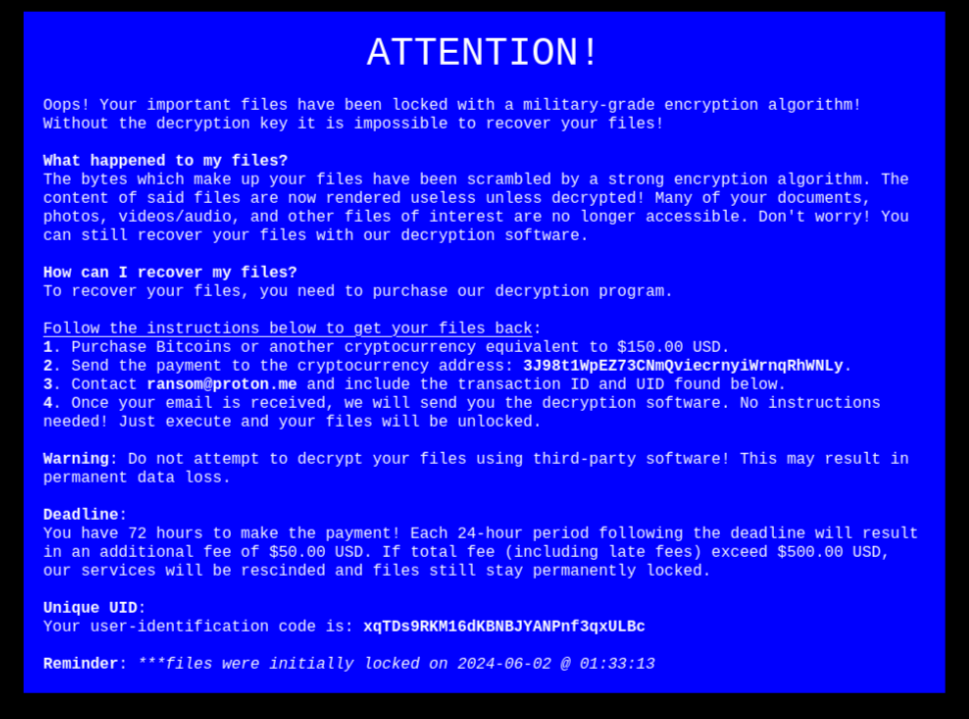 ATTENTION!
Oops! Your important files have been locked with a military-grade encryption algorithm!
Without the decryption key it is impossible to recover your files!
What happened to my files?
The bytes which make up your files have been scrambled by a strong encryption algorithm. The
content of said files are now rendered useless unless decrypted! Many of your documents,
photos, videos/audio, and other files of interest are no longer accessible. Don't worry! You
can still recover your files with our decryption software.
How can I recover my files?
To recover your files, you need to purchase our decryption program.
Follow the instructions below to get your files back:
1. Purchase Bitcoins or another cryptocurrency equivalent to $150.00 USD.
2. Send the payment to the cryptocurrency address: 3J98t1WpEZ73CNmQviecrnyiWrnqRhWNLy.
3. Contact ransom@proton.me and include the transaction ID and UID found below.
4. Once your email is received, we will send you the decryption software. No instructions
needed! Just execute and your files will be unlocked.
Warning: Do not attempt to decrypt your files using third-party software! This may result in
permanent data loss.
Deadline:
You have 72 hours to make the payment! Each 24-hour period following the deadline will result
in an additional fee of $50.00 USD. If total fee (including late fees) exceed $500.00 USD,
our services will be rescinded and files still stay permanently locked.
Unique UID:
Your user-identification code is: xqTDs9RKM16dKBNBJYANPnf3qxULBc
Reminder: ***files were initially locked on 2024-06-02 @ 01:33:13